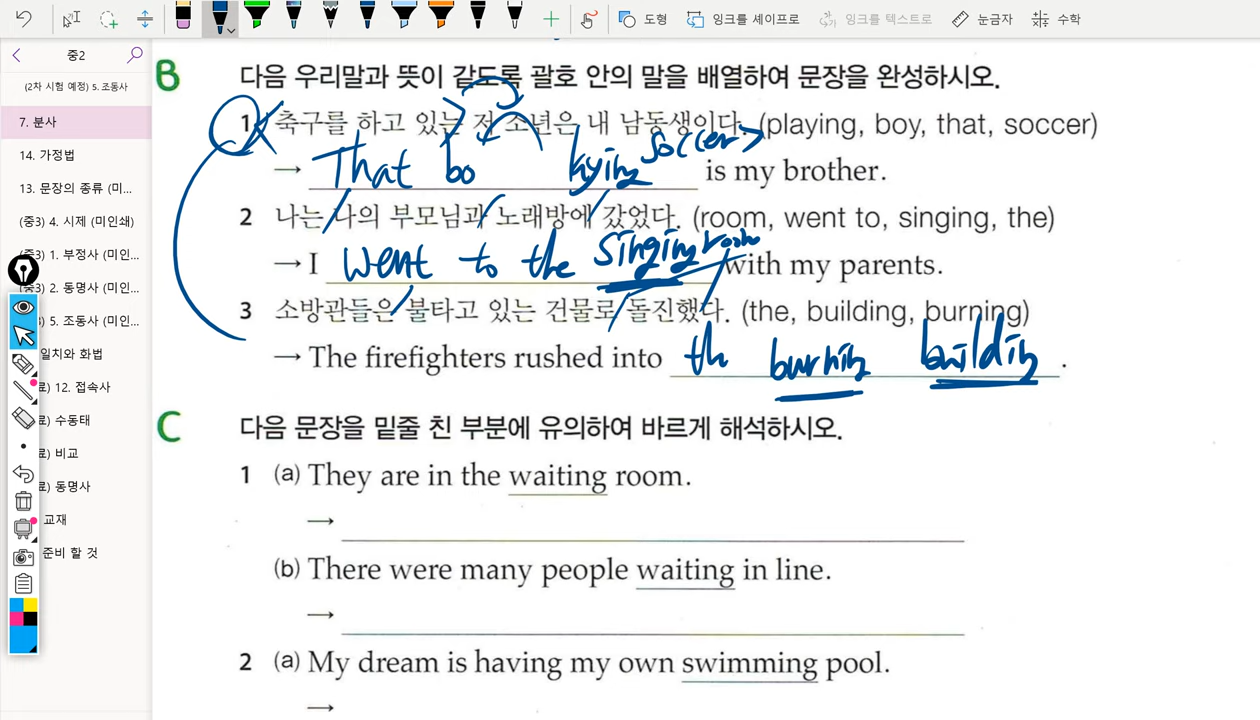 도형
잉크를 셰이프로
잉크를 텍스트로
눈금자
수학
중2
(2차 시험 예정) 5. 조동사
7. 분사
14. 가정법
13. 문장의 종류 (미...
(중3) 4. 시제 (미인쇄)
3) 1. 부정사 (미인...
) 2. 동명사 (미인...
) 5. 조동사 (미인...
일치와 화법
) 12. 접속사
) 수동태
) 비교
) 동명사
교재
준비 할 것
B 다음 우리말과 뜻이 같도록 괄호 안의 말을 배열하여 문장을 완성하시오.
1 축구를 하고 있는 저 소년은 내 남동생이다. (playing, boy, that, soccer)
→ That bo soccer is my brother.
2 나는 나의 부모님과 노래방에 갔었다. (room, went to, singing, the)
→ I went to the singing room with my parents.
3 소방관들은 불타고 있는 건물로 돌진했다. (the, building, burning)
→ The firefighters rushed into th burning building .
C 다음 문장을 밑줄 친 부분에 유의하여 바르게 해석하시오.
1 (a) They are in the waiting room.
→
(b) There were many people waiting in line.
→
2 (a) My dream is having my own swimming pool.
→